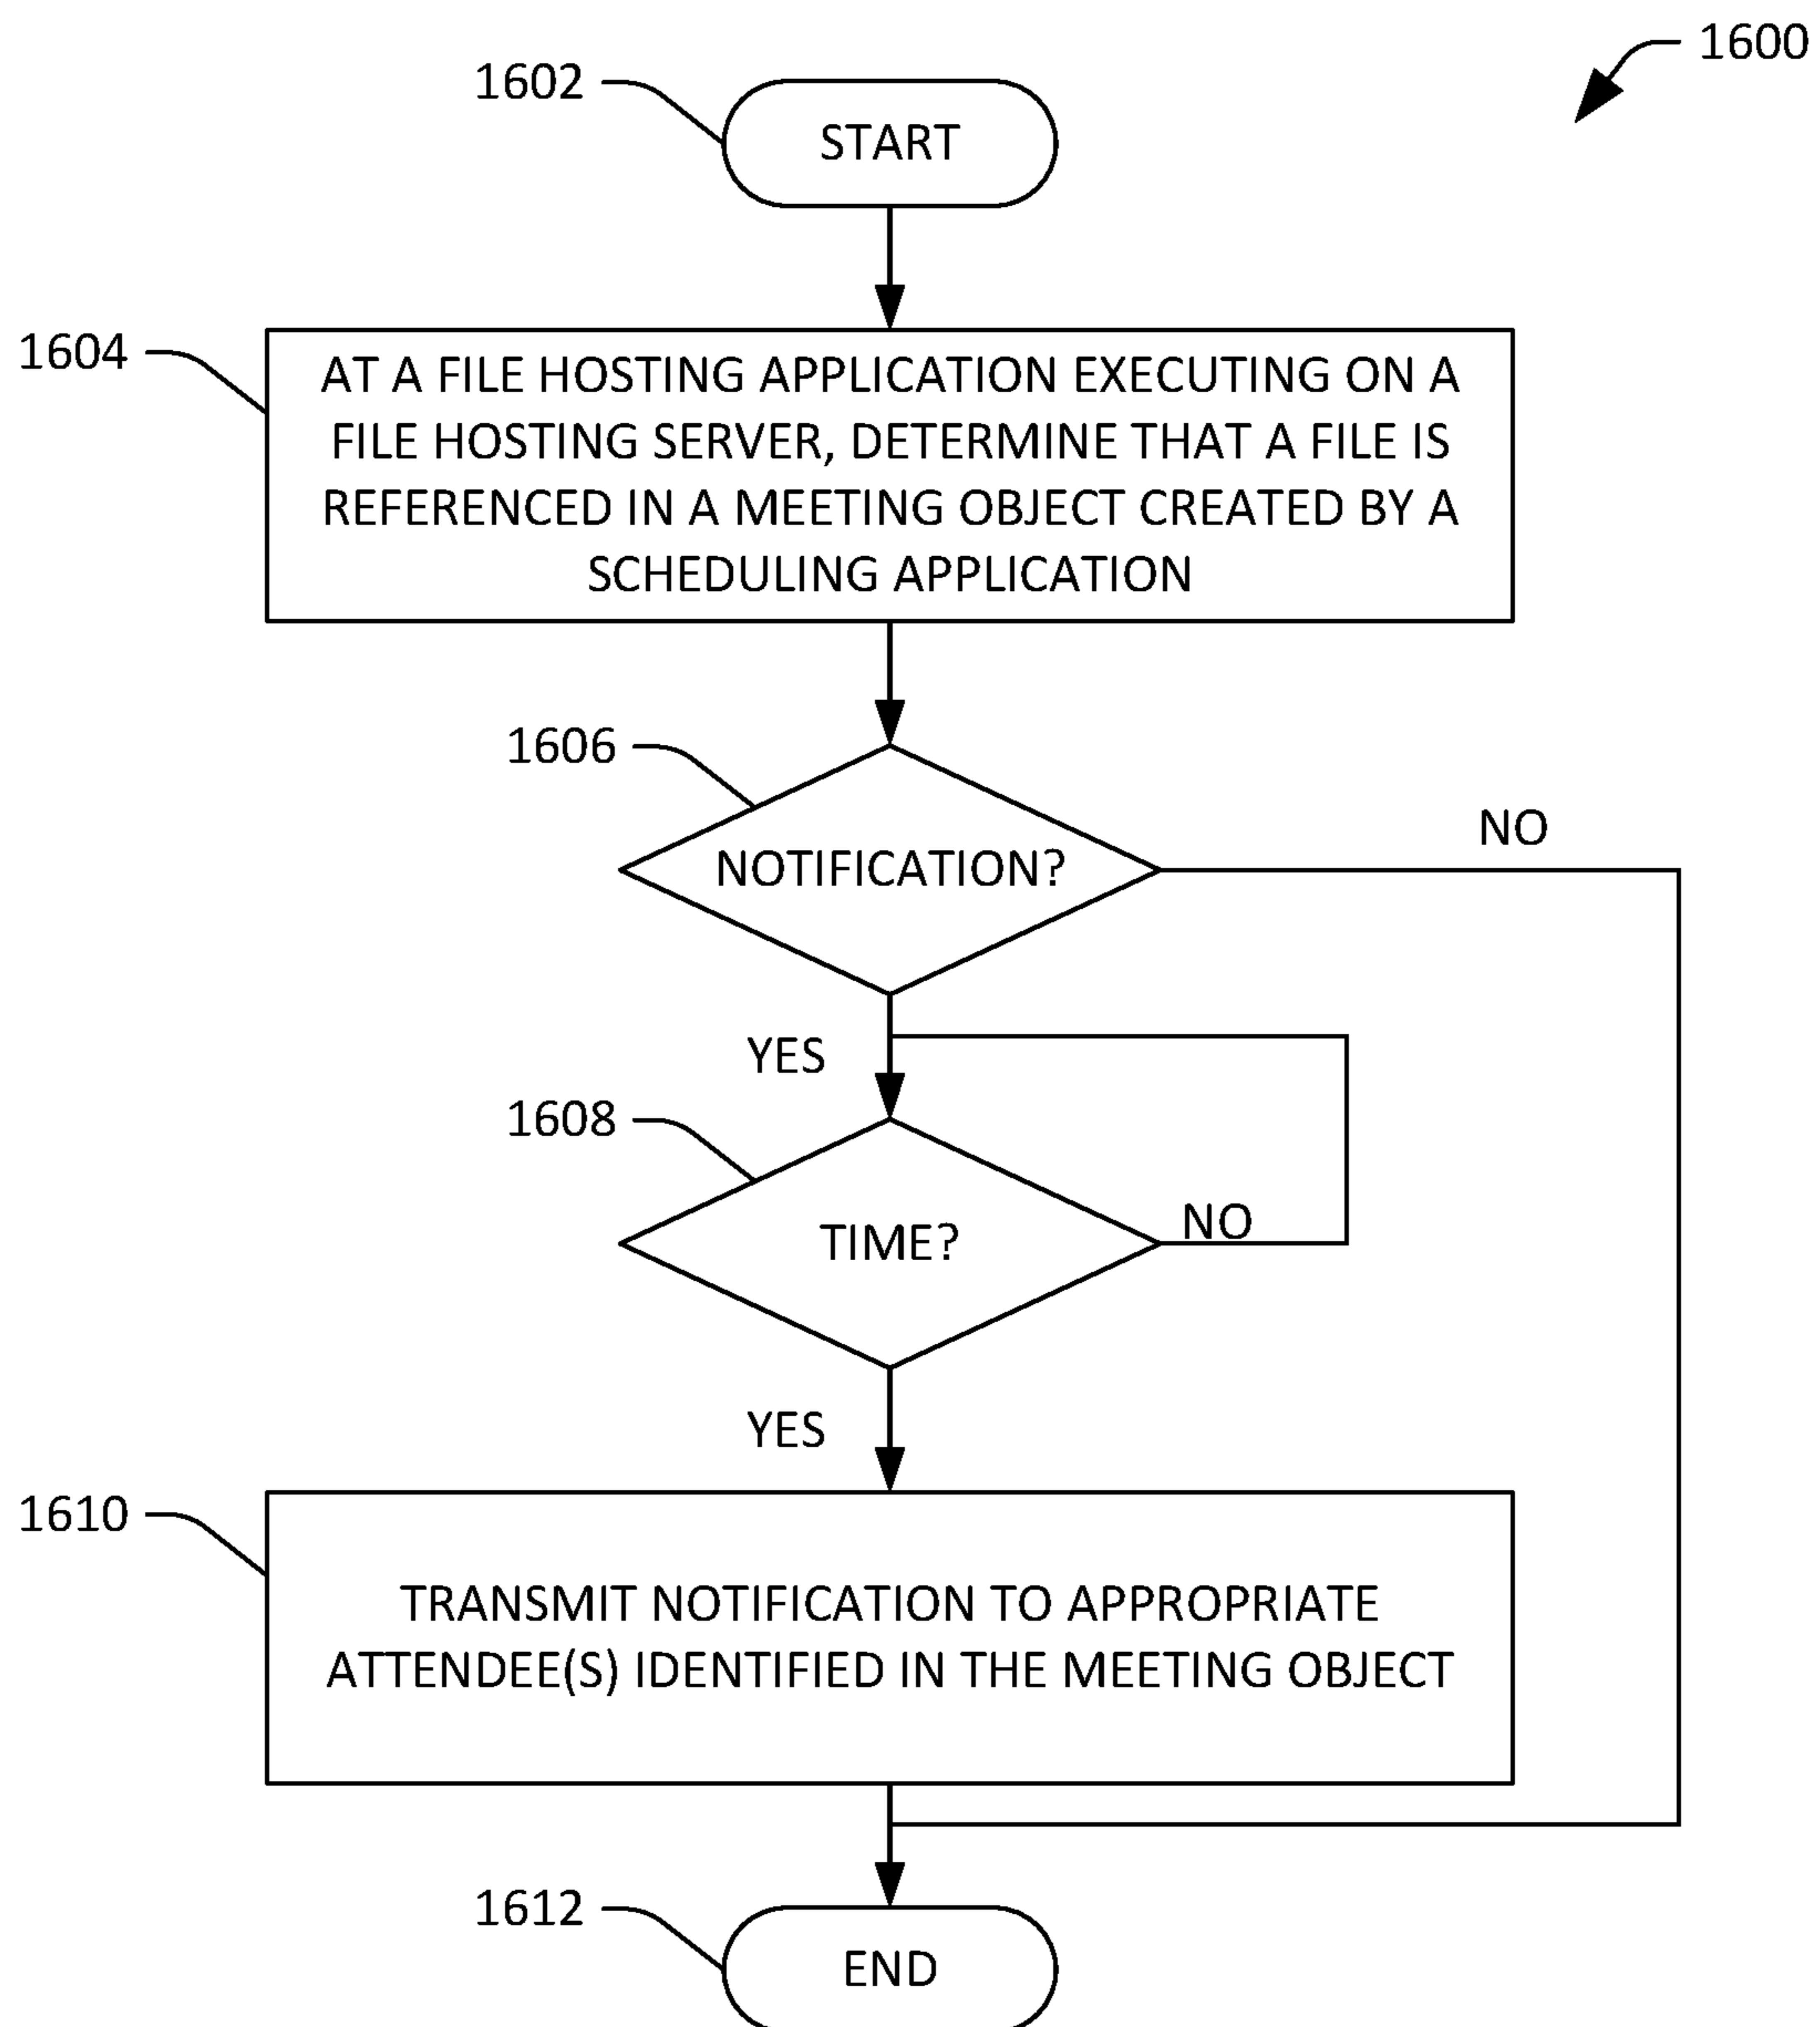 1600
1602
START
1604
AT A FILE HOSTING APPLICATION EXECUTING ON A
FILE HOSTING SERVER, DETERMINE THAT A FILE IS
REFERENCED IN A MEETING OBJECT CREATED BY A
SCHEDULING APPLICATION
1606
NOTIFICATION?
NO
YES
1608
TIME?
NO
YES
1610
TRANSMIT NOTIFICATION TO APPROPRIATE
ATTENDEE(S) IDENTIFIED IN THE MEETING OBJECT
1612
END